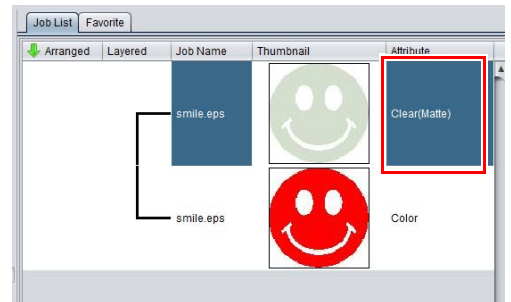 Job List Favorite
Arranged Layered Job Name Thumbnail Attribute
smile.eps Clear(Matte)
smile.eps Color